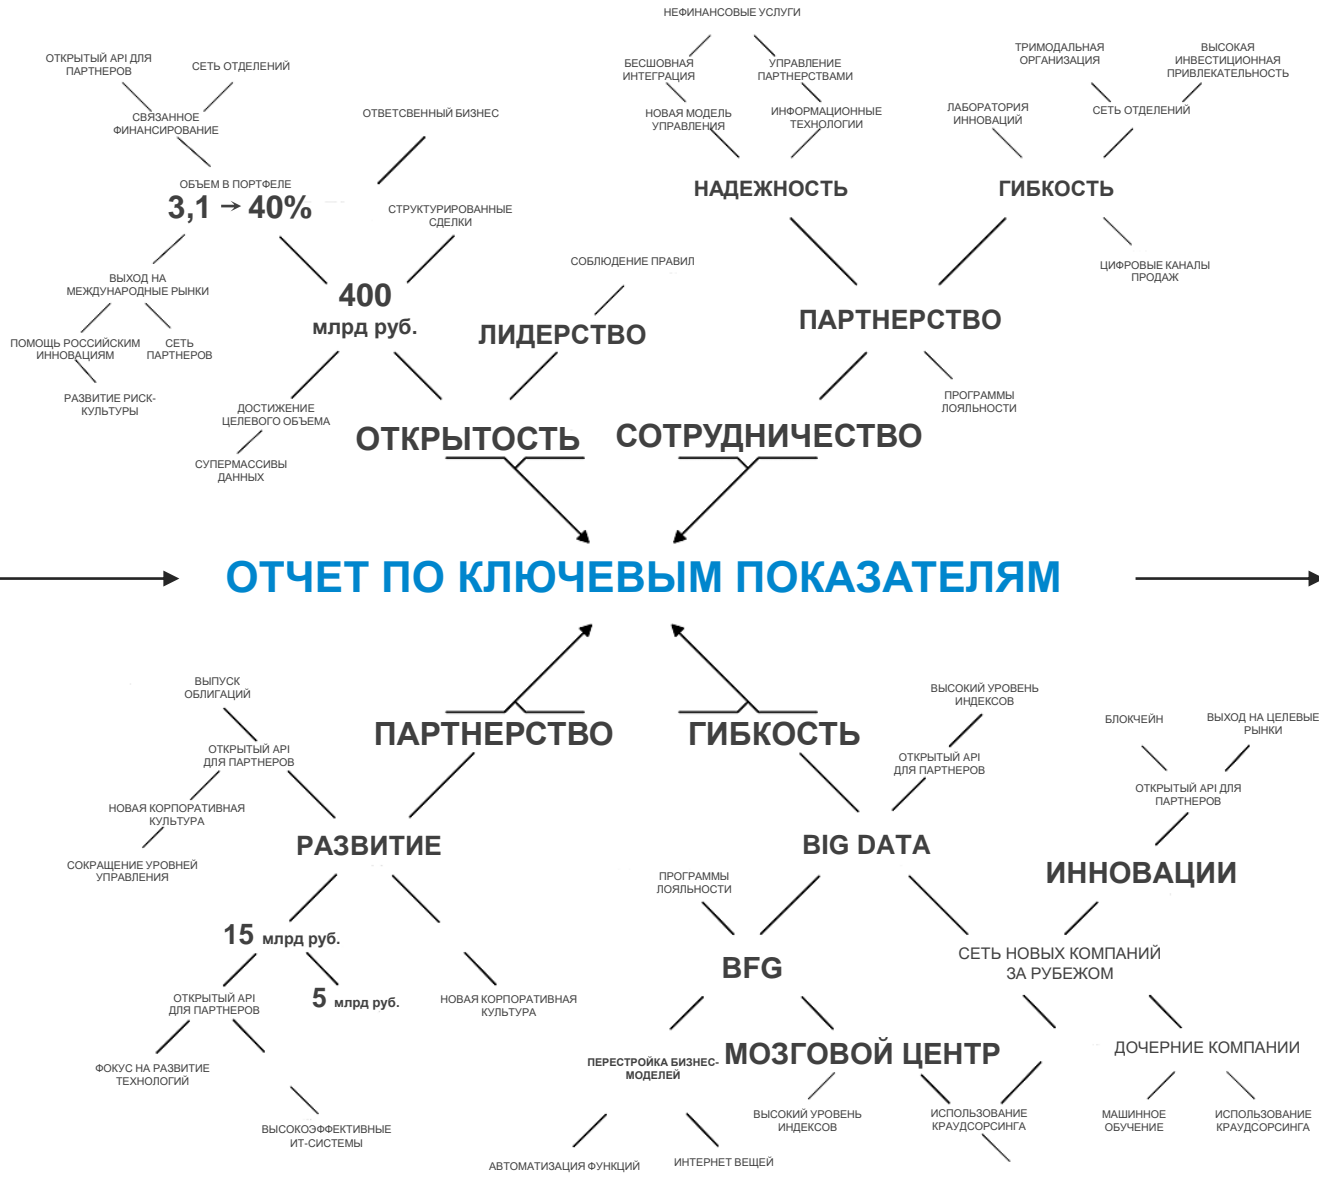 НЕФИНАНСОВЫЕ УСЛУГИ
ОТКРЫТЫЙ API ДЛЯ
ПАРТНЕРОВ
СЕТЬ ОТДЕЛЕНИЙ
СВЯЗАННОЕ
ФИНАНСИРОВАНИЕ
ОТВЕТСВЕННЫЙ БИЗНЕС
БЕСШОВНАЯ
ИНТЕГРАЦИЯ
УПРАВЛЕНИЕ
ПАРТНЕРСТВАМИ
НОВАЯ МОДЕЛЬ
УПРАВЛЕНИЯ
ИНФОРМАЦИОННЫЕ
ТЕХНОЛОГИИ
ТРИМОДАЛЬНАЯ
ОРГАНИЗАЦИЯ
ВЫСОКАЯ
ИНВЕСТИЦИОННАЯ
ПРИВЛЕКАТЕЛЬНОСТЬ
ЛАБОРАТОРИЯ
ИННОВАЦИЙ
СЕТЬ ОТДЕЛЕНИЙ
ОБЪЕМ В ПОРТФЕЛЕ
3,1 → 40%
СТРУКТУРИРОВАННЫЕ
СДЕЛКИ
НАДЕЖНОСТЬ
ГИБКОСТЬ
ВЫХОД НА
МЕЖДУНАРОДНЫЕ РЫНКИ
СОБЛЮДЕНИЕ ПРАВИЛ
ЦИФРОВЫЕ КАНАЛЫ
ПРОДАЖ
400
млрд руб.
ЛИДЕРСТВО
ПАРТНЕРСТВО
ПОМОЩЬ РОССИЙСКИМ
ИННОВАЦИЯМ
СЕТЬ
ПАРТНЕРОВ
РАЗВИТИЕ РИСК-
КУЛЬТУРЫ
ДОСТИЖЕНИЕ
ЦЕЛЕВОГО ОБЪЕМА
ПРОГРАММЫ
ЛОЯЛЬНОСТИ
ОТКРЫТОСТЬ
СОТРУДНИЧЕСТВО
СУПЕРМАССИВЫ
ДАННЫХ
ОТЧЕТ ПО КЛЮЧЕВЫМ ПОКАЗАТЕЛЯМ
ВЫПУСК
ОБЛИГАЦИЙ
ПАРТНЕРСТВО
ГИБКОСТЬ
ВЫСОКИЙ УРОВЕНЬ
ИНДЕКСОВ
БЛОКЧЕЙН
ВЫХОД НА ЦЕЛЕВЫЕ
РЫНКИ
ОТКРЫТЫЙ API
ДЛЯ ПАРТНЕРОВ
ОТКРЫТЫЙ API
ДЛЯ ПАРТНЕРОВ
ОТКРЫТЫЙ API ДЛЯ
ПАРТНЕРОВ
НОВАЯ КОРПОРАТИВНАЯ
КУЛЬТУРА
РАЗВИТИЕ
BIG DATA
СОКРАЩЕНИЕ УРОВНЕЙ
УПРАВЛЕНИЯ
ПРОГРАММЫ
ЛОЯЛЬНОСТИ
ИННОВАЦИИ
15 млрд руб.
BFG
СЕТЬ НОВЫХ КОМПАНИЙ
ЗА РУБЕЖОМ
ОТКРЫТЫЙ API
ДЛЯ ПАРТНЕРОВ
5 млрд руб.
НОВАЯ КОРПОРАТИВНАЯ
КУЛЬТУРА
ФОКУС НА РАЗВИТИЕ
ТЕХНОЛОГИЙ
ПЕРЕСТРОЙКА БИЗНЕС-
МОДЕЛЕЙ
МОЗГОВОЙ ЦЕНТР
ДОЧЕРНИЕ КОМПАНИИ
ВЫСОКОЭФФЕКТИВНЫЕ
ИТ-СИСТЕМЫ
ВЫСОКИЙ УРОВЕНЬ
ИНДЕКСОВ
ИСПОЛЬЗОВАНИЕ
КРАУДСОРСИНГА
МАШИННОЕ
ОБУЧЕНИЕ
ИСПОЛЬЗОВАНИЕ
КРАУДСОРСИНГА
АВТОМАТИЗАЦИЯ ФУНКЦИЙ
ИНТЕРНЕТ ВЕЩЕЙ